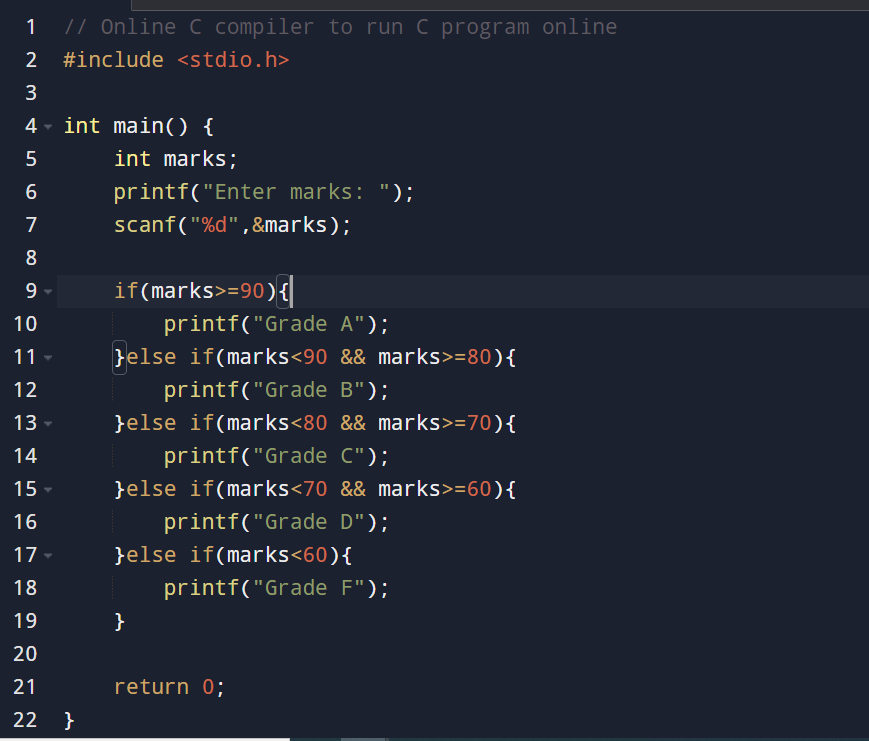 1 // Online C compiler to run C program online
2 #include <stdio.h>
3
4 int main() {
5     int marks;
6     printf("Enter marks: ");
7     scanf("%d",&marks);
8
9     if(marks>=90){
10         printf("Grade A");
11     }else if(marks<90 && marks>=80){
12         printf("Grade B");
13     }else if(marks<80 && marks>=70){
14         printf("Grade C");
15     }else if(marks<70 && marks>=60){
16         printf("Grade D");
17     }else if(marks<60){
18         printf("Grade F");
19     }
20
21     return 0;
22 }